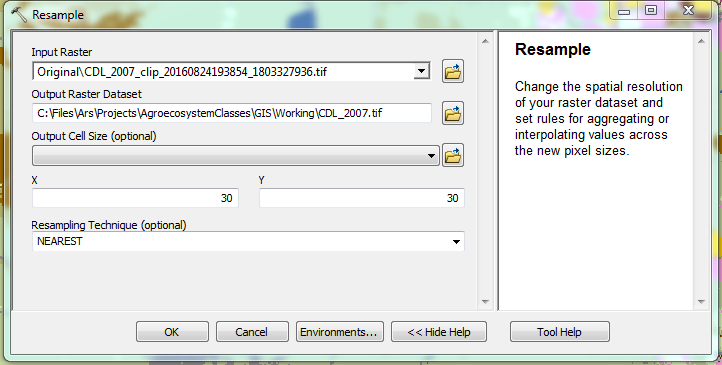 Resample
Input Raster
Original\CDL_2007_clip_20160824193854_1803327936.tif
Output Raster Dataset
C:\Files\Ars\Projects\AgroecosystemClasses\GIS\Working\CDL_2007.tif
Output Cell Size (optional)
X
Y
30
30
Resampling Technique (optional)
NEAREST
OK
Cancel
Environments...
<< Hide Help
Resample
Change the spatial resolution
of your raster dataset and
set rules for aggregating or
interpolating values across
the new pixel sizes.
Tool Help